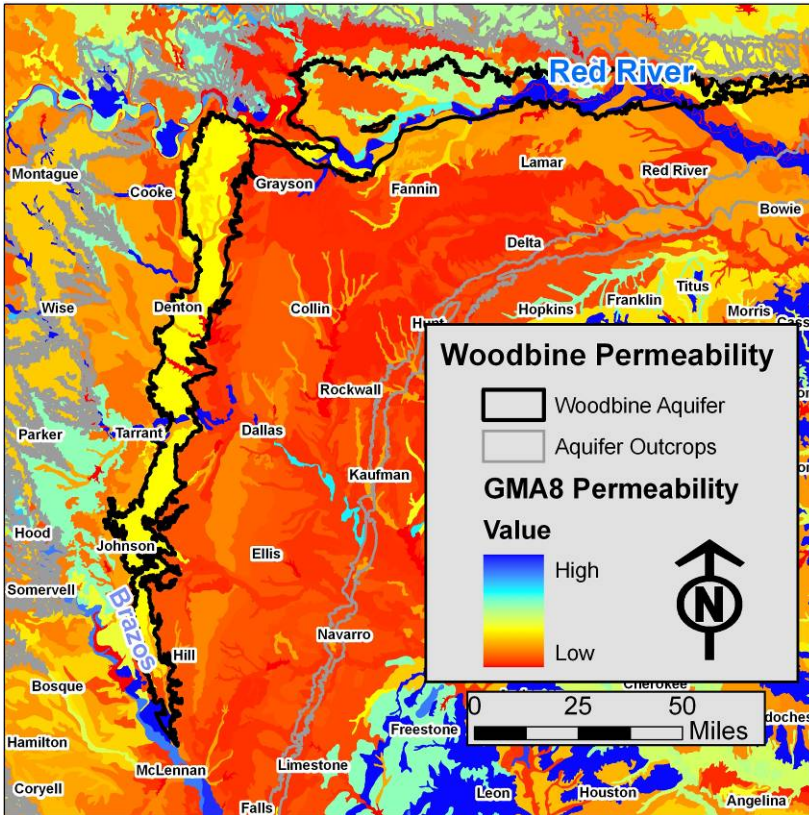 Red River
Lamar
Red River
Montague
Cooke
Grayson
Fannin
Bowie
Delta
Titus
Wise
Denton
Collin
Hopkins
Franklin
Morris
Cass
Hunt
Woodbine Permeability
Woodbine Aquifer
Aquifer Outcrops
GMA8 Permeability
Value
High
Low
N
Rockwall
Parker
Tarrant
Dallas
Kaufman
Hood
Johnson
Ellis
Somervell
Brazos
Navarro
Hill
Bosque
Cherokee
0 25 50
Miles
Hamilton
McLennan
Freestone
doches
Limestone
Coryell
Leon
Houston
Falls
Angelina